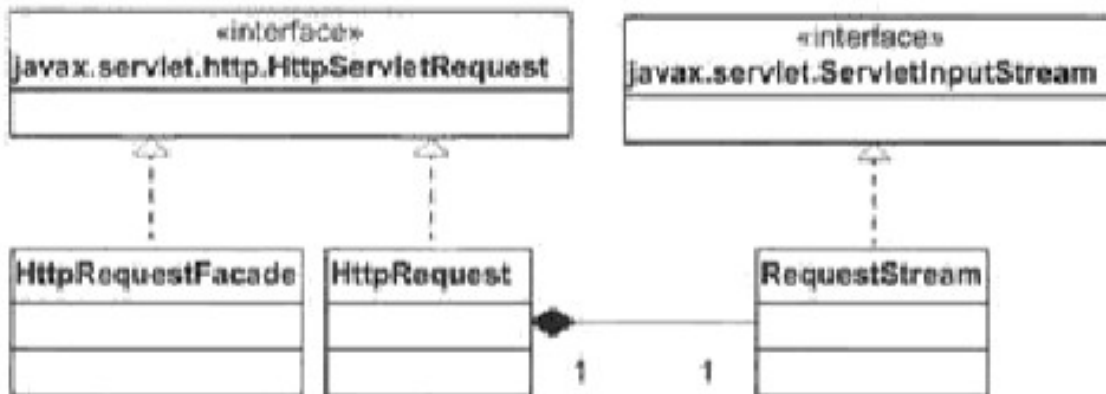 «interface»
javax.servlet.http.HttpServletRequest
«interface»
javax.servlet.ServletInputStream
HttpRequestFacade
HttpRequest
RequestStream
1 1